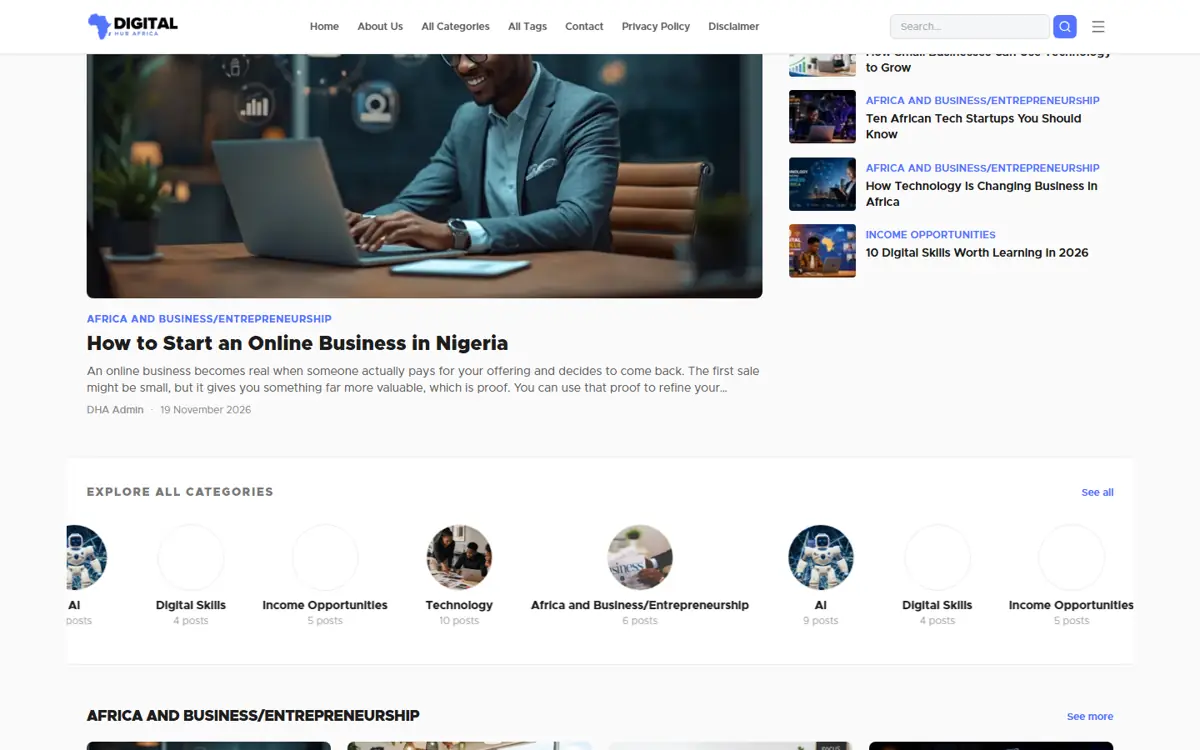 DIGITAL
HUB AFRICA
Home
About Us
All Categories
All Tags
Contact
Privacy Policy
Disclaimer
Search...
How Small Businesses Can Use Technology
to Grow
AFRICA AND BUSINESS/ENTREPRENEURSHIP
Ten African Tech Startups You Should
Know
AFRICA AND BUSINESS/ENTREPRENEURSHIP
How Technology Is Changing Business in
Africa
INCOME OPPORTUNITIES
10 Digital Skills Worth Learning in 2026
AFRICA AND BUSINESS/ENTREPRENEURSHIP
How to Start an Online Business in Nigeria
An online business becomes real when someone actually pays for your offering and decides to come back. The first sale
might be small, but it gives you something far more valuable, which is proof. You can use that proof to refine your...
DHA Admin · 19 November 2026
EXPLORE ALL CATEGORIES
See all
AI
posts
Digital Skills
4 posts
Income Opportunities
5 posts
Technology
10 posts
Africa and Business/Entrepreneurship
6 posts
AI
9 posts
Digital Skills
4 posts
Income Opportunities
5 posts
AFRICA AND BUSINESS/ENTREPRENEURSHIP
See more